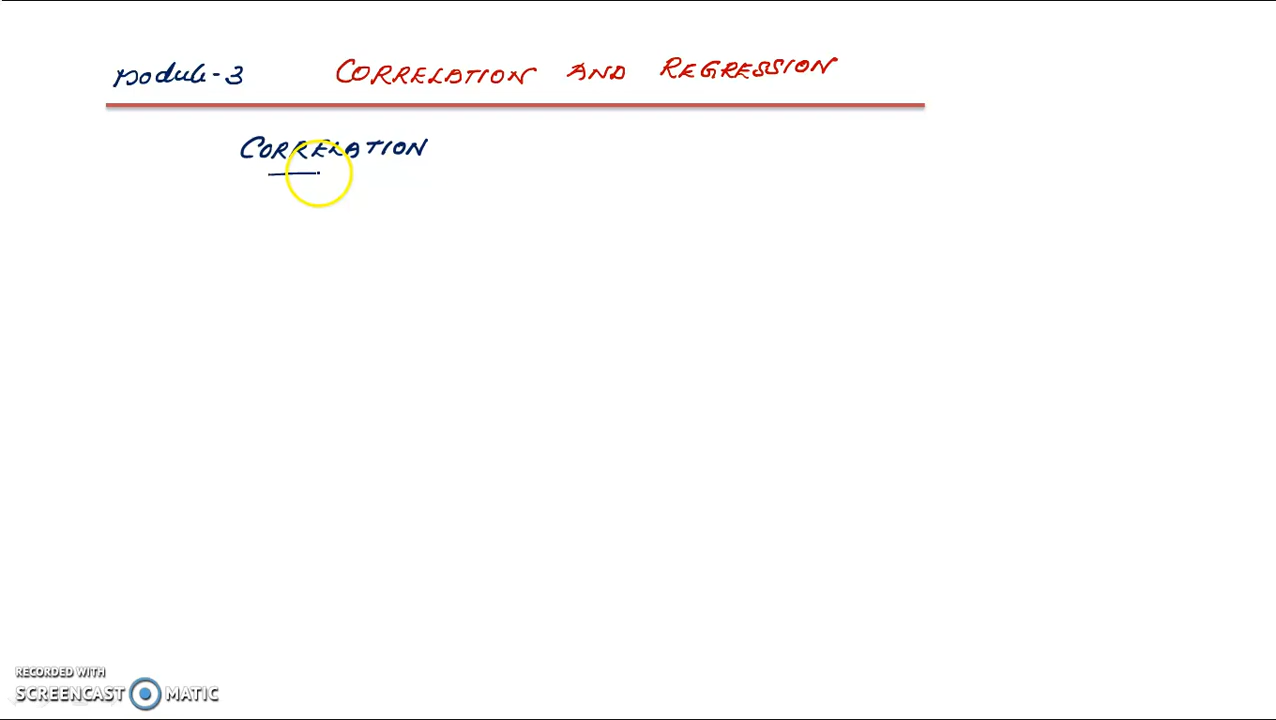 Module-3 CORRELATION AND REGRESSION
CORRELATION
RECORDED WITH
SCREENCAST MATIC